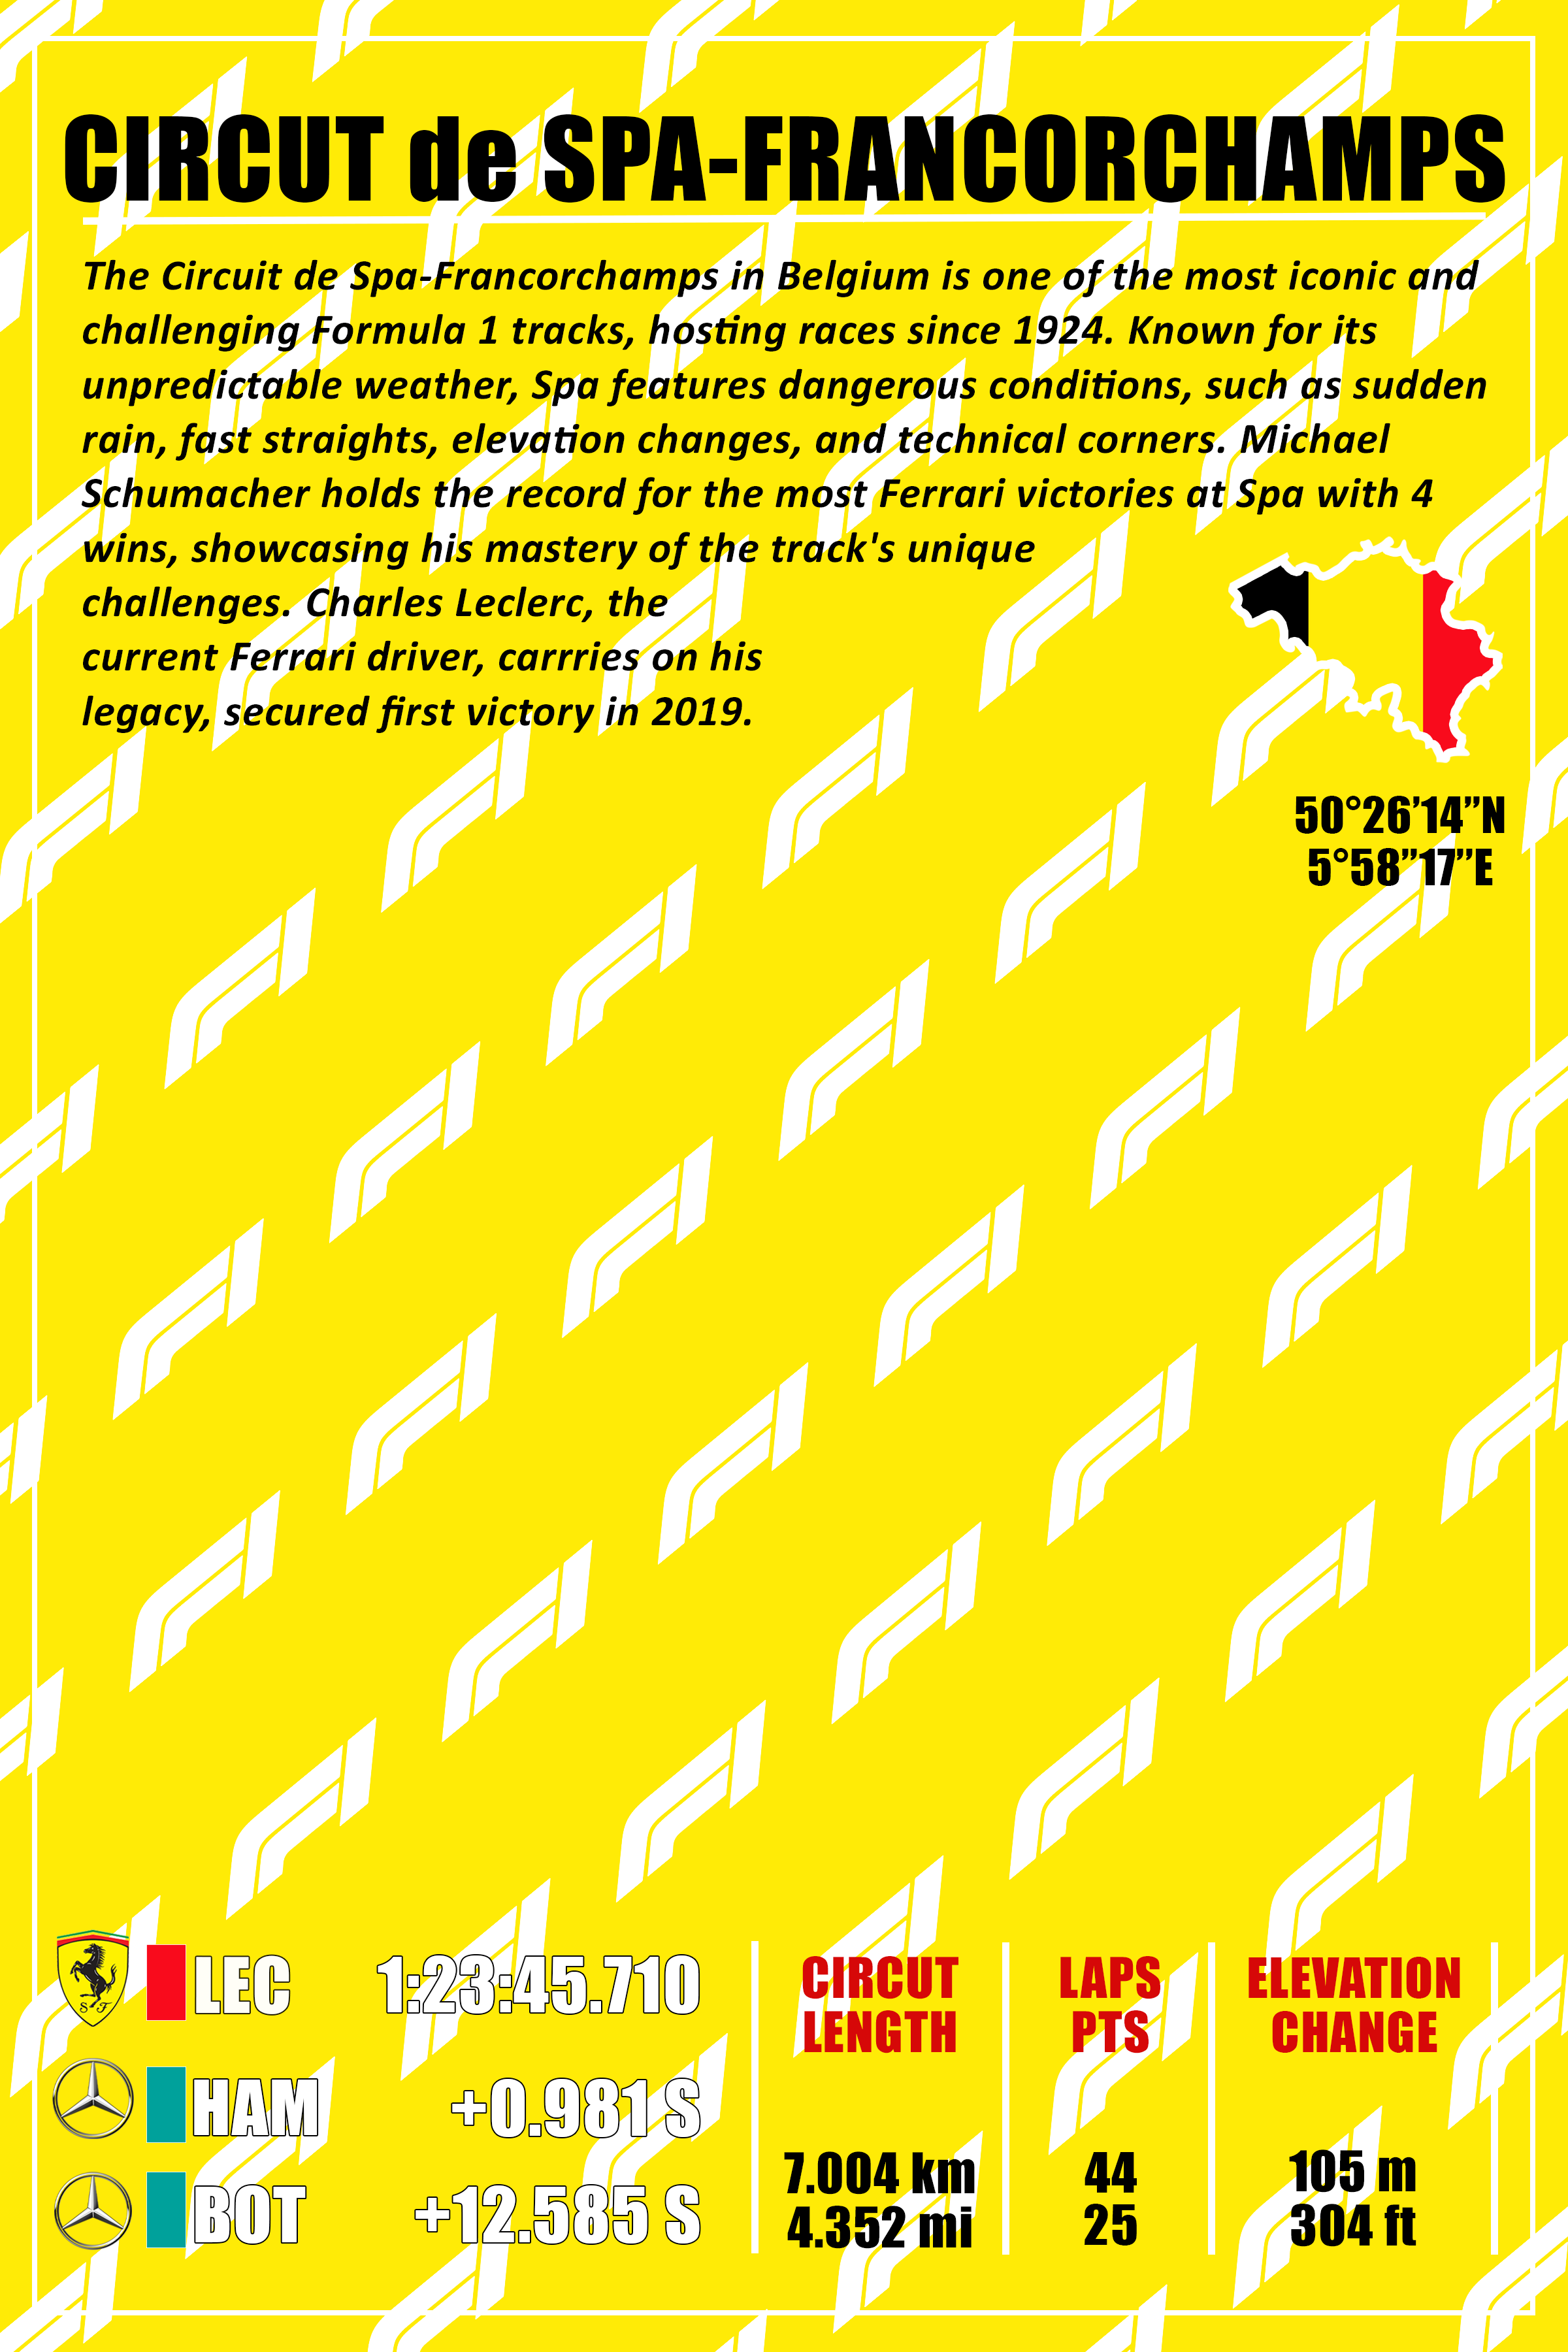 CIRCUT de SPA-FRANCORCHAMPS
The Circuit de Spa-Francorchamps in Belgium is one of the most iconic and
challenging Formula 1 tracks, hosting races since 1924. Known for its
unpredictable weather, Spa features dangerous conditions, such as sudden
rain, fast straights, elevation changes, and technical corners. Michael
Schumacher holds the record for the most Ferrari victories at Spa with 4
wins, showcasing his mastery of the track's unique
challenges. Charles Leclerc, the
current Ferrari driver, carrries on his
legacy, secured first victory in 2019.
50°26’14”N
5°58”17”E
S F
LEC 1:23:45.710
HAM +0.981 S
BOT +12.585 S
CIRCUT
LENGTH
7.004 km
4.352 mi
LAPS
PTS
44
25
ELEVATION
CHANGE
105 m
304 ft